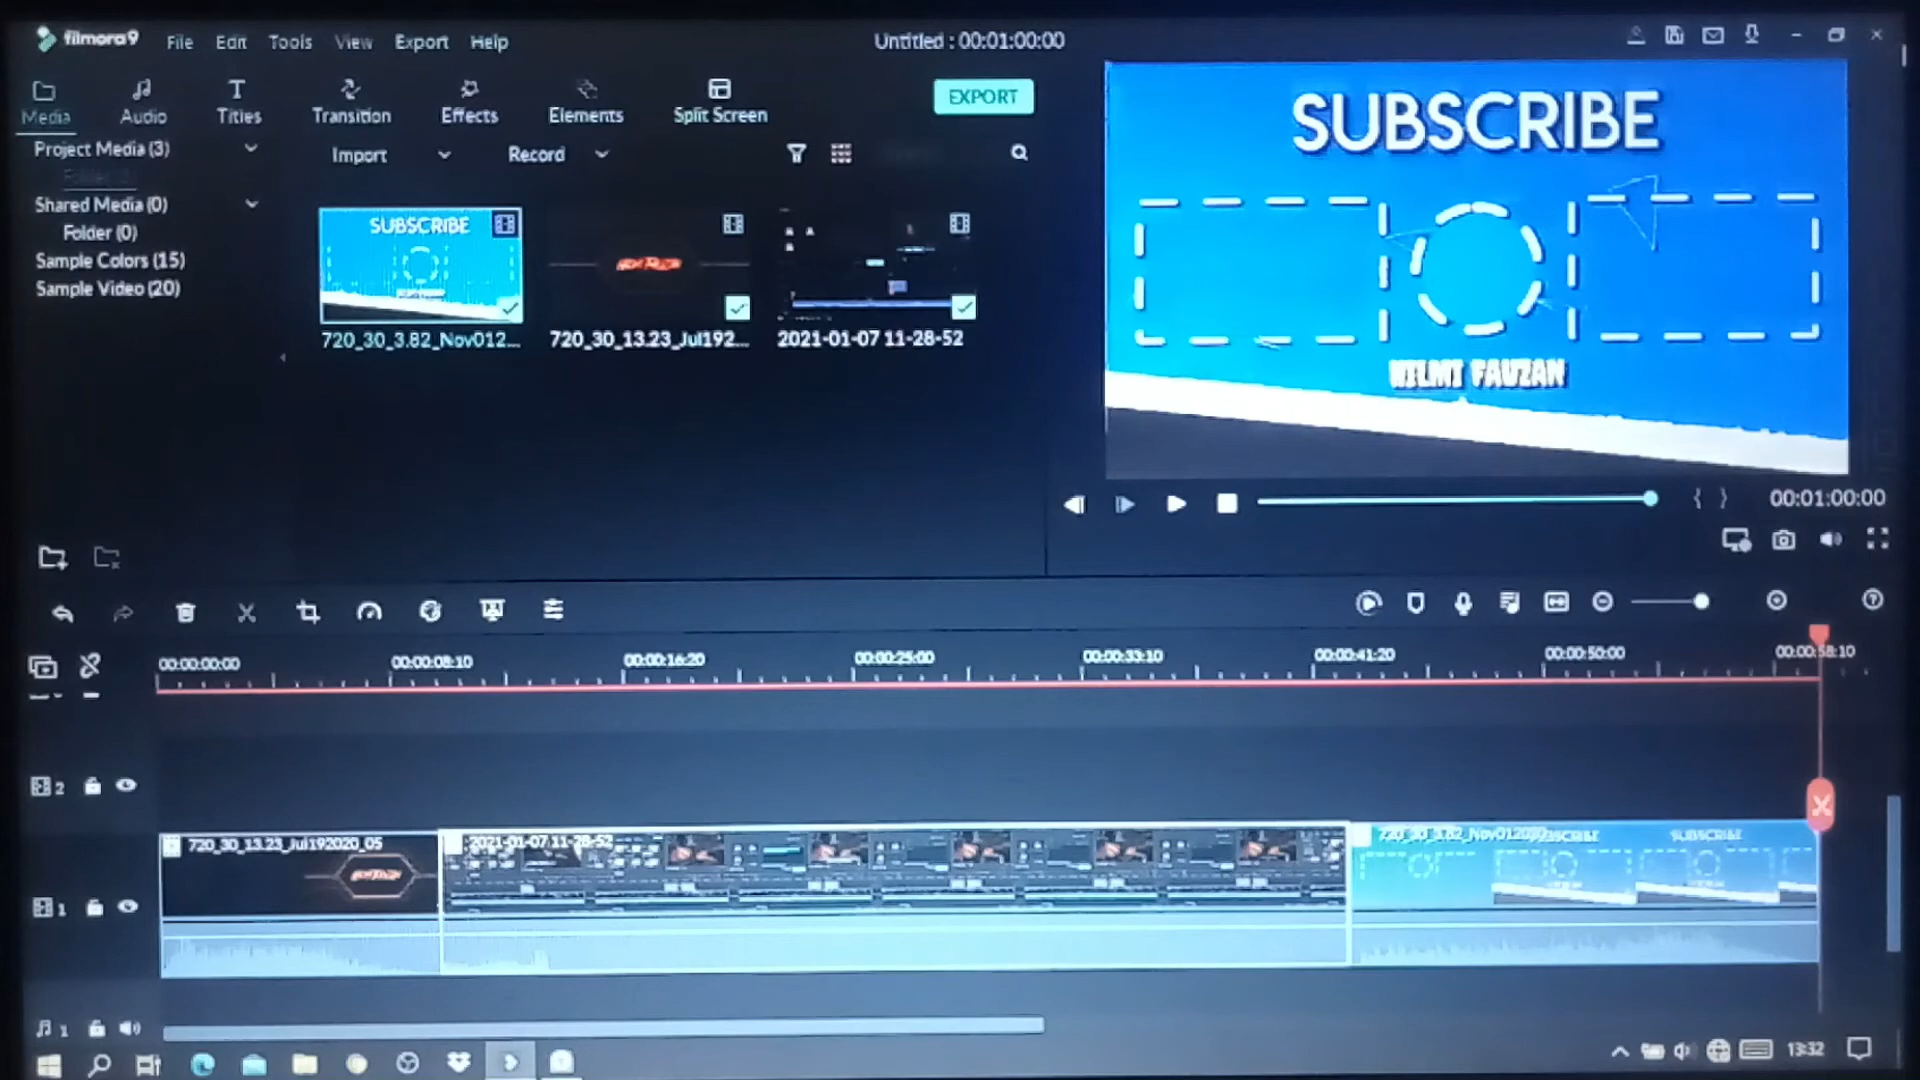 filmora9
File Edit Tools View Export Help
Untitled : 00:01:00:00
Media Audio Titles Transition Effects Elements Split Screen
EXPORT
Project Media (3)
Import Record
Shared Media (0)
Folder (0)
Sample Colors (15)
Sample Video (20)
SUBSCRIBE
720_30_3.82_Nov012...
720_30_13.23_Jul192...
2021-01-07 11-28-52
SUBSCRIBE
HILMI FAUZAN
00:01:00:00
00:00:00:00 00:00:08:10 00:00:16:20 00:00:25:00 00:00:33:10 00:00:41:20 00:00:50:00 00:00:58:10
2
720_30_13.23_Jul192020_05
2021-01-07 11-28-52
720_30_3.82_Nov012020
SUBSCRIBE
1
1
13:32